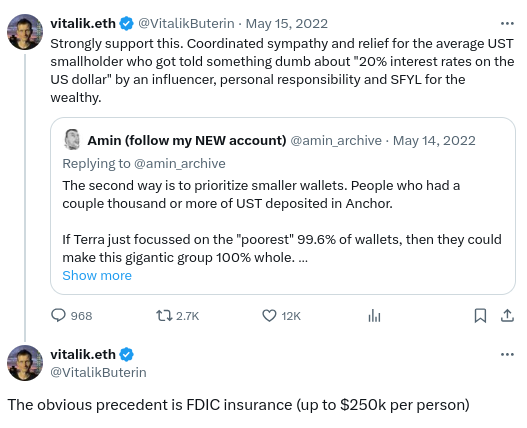 vitalik.eth @VitalikButerin · May 15, 2022
Strongly support this. Coordinated sympathy and relief for the average UST
smallholder who got told something dumb about "20% interest rates on the
US dollar" by an influencer, personal responsibility and SFYL for the
wealthy.
Amin (follow my NEW account) @amin_archive · May 14, 2022
Replying to @amin_archive
The second way is to prioritize smaller wallets. People who had a
couple thousand or more of UST deposited in Anchor.
If Terra just focussed on the "poorest" 99.6% of wallets, then they could
make this gigantic group 100% whole. ...
Show more
968 2.7K 12K
vitalik.eth
@VitalikButerin
The obvious precedent is FDIC insurance (up to $250k per person)